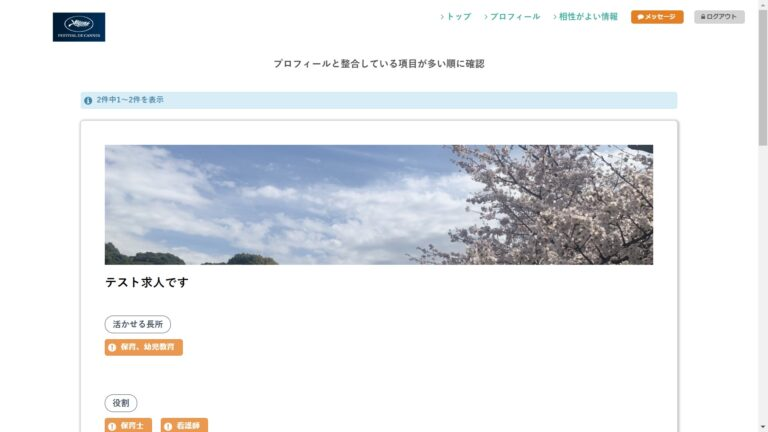 FESTIVAL DE CANNES
トップ プロフィール 相性がよい情報 メッセージ ログアウト
プロフィールと整合している項目が多い順に確認
2件中1〜2件を表示
テスト求人です
活かせる長所
保育、幼児教育
役割
保育士 看護師